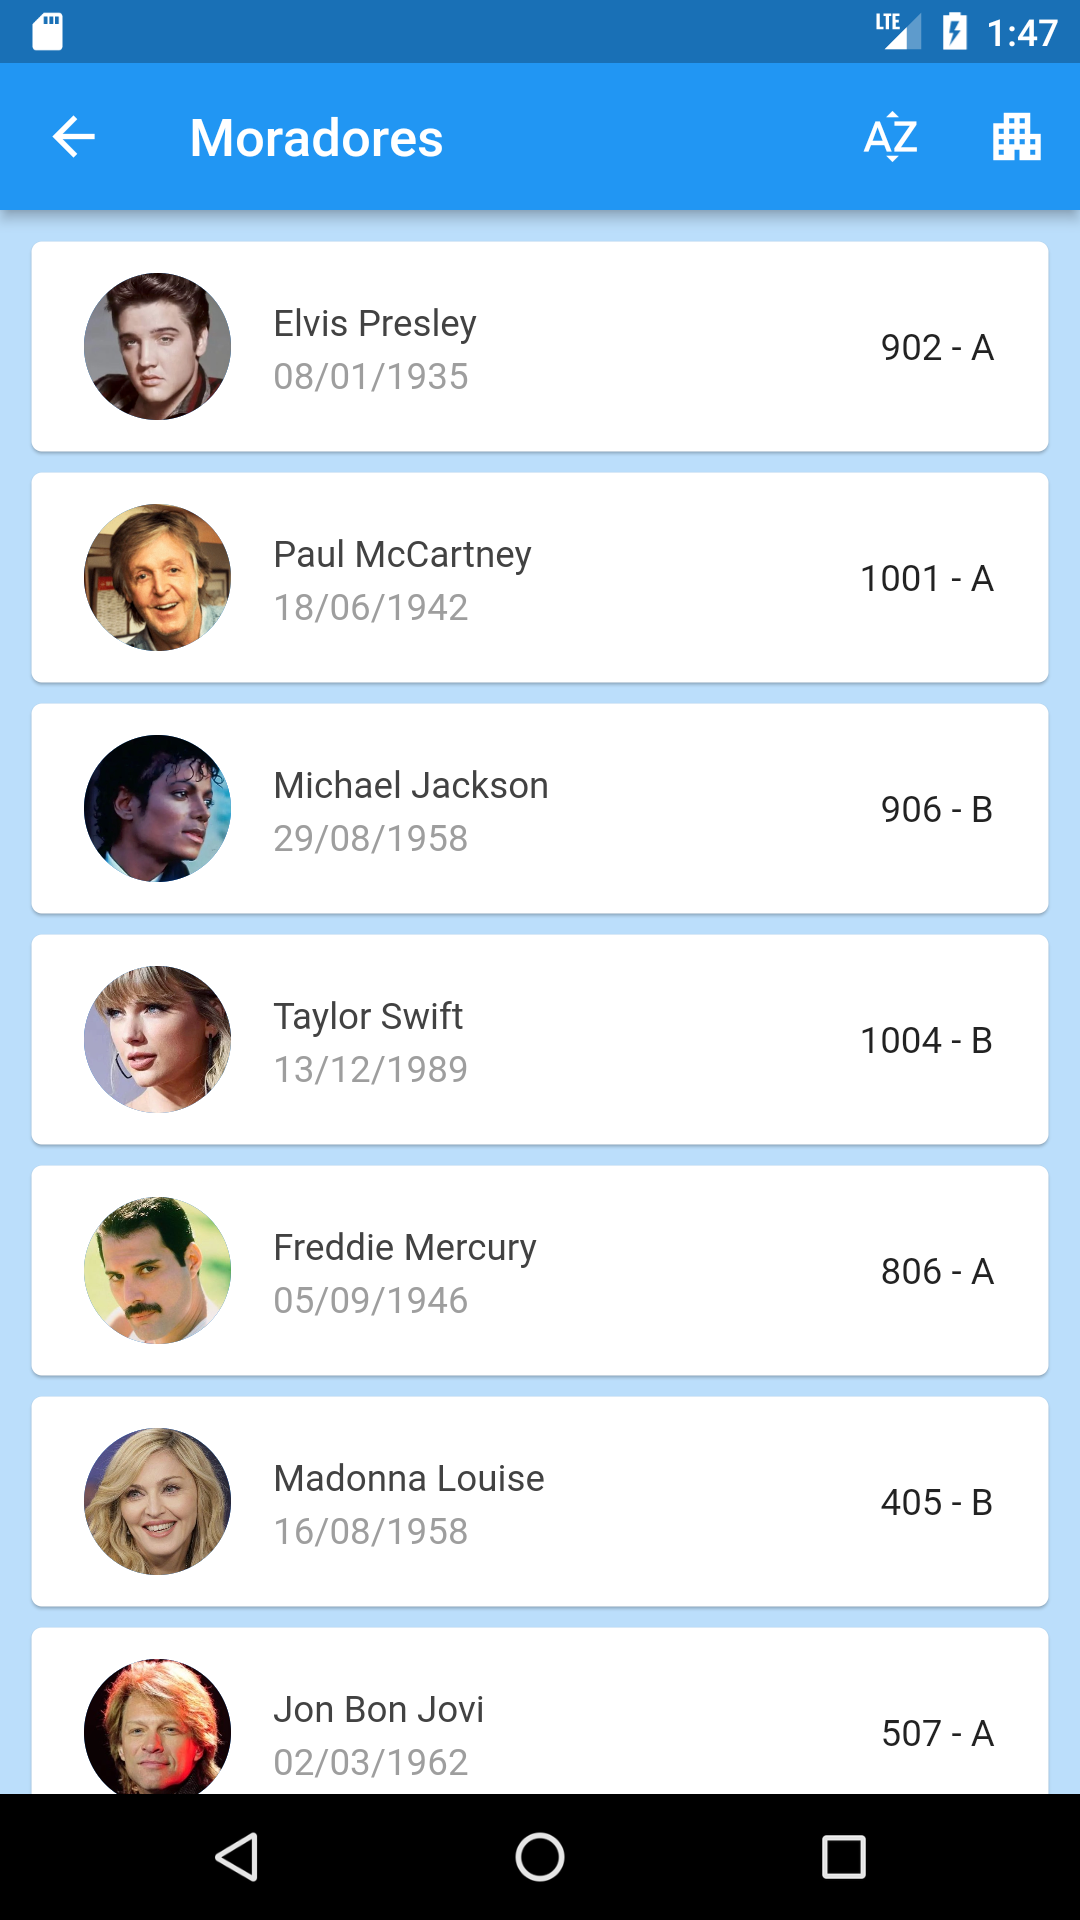 LTE 1:47
Moradores AZ
Elvis Presley
08/01/1935
902 - A
Paul McCartney
18/06/1942
1001 - A
Michael Jackson
29/08/1958
906 - B
Taylor Swift
13/12/1989
1004 - B
Freddie Mercury
05/09/1946
806 - A
Madonna Louise
16/08/1958
405 - B
Jon Bon Jovi
02/03/1962
507 - A